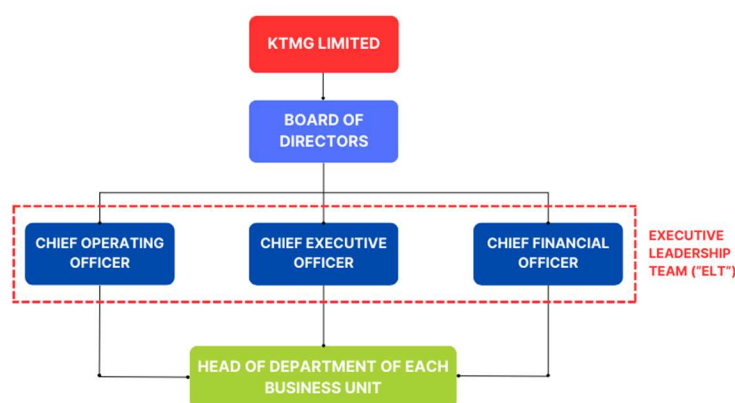 KTMG LIMITED
BOARD OF
DIRECTORS
CHIEF OPERATING
OFFICER
CHIEF EXECUTIVE
OFFICER
CHIEF FINANCIAL
OFFICER
EXECUTIVE
LEADERSHIP
TEAM ("ELT")
HEAD OF DEPARTMENT OF EACH
BUSINESS UNIT